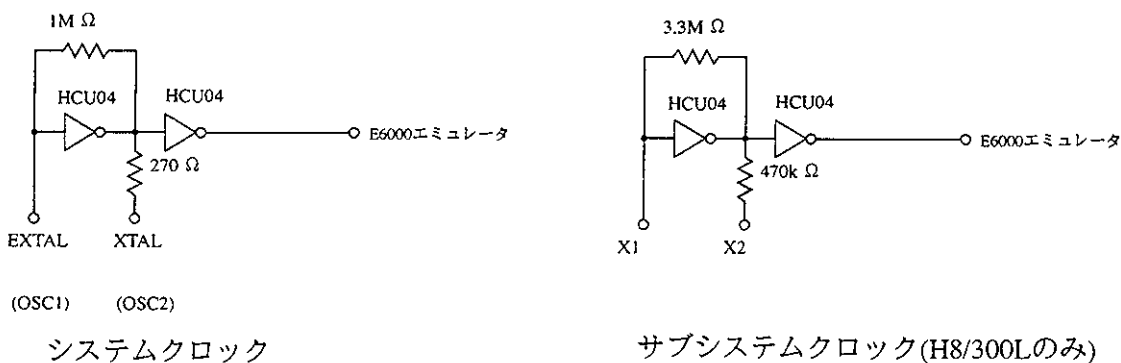 1M Ω
HCU04
HCU04
E6000エミュレータ
270 Ω
EXTAL
XTAL
(OSC1)
(OSC2)
システムクロック
3.3M Ω
HCU04
HCU04
E6000エミュレータ
470k Ω
X1
X2
サブシステムクロック(H8/300Lのみ)